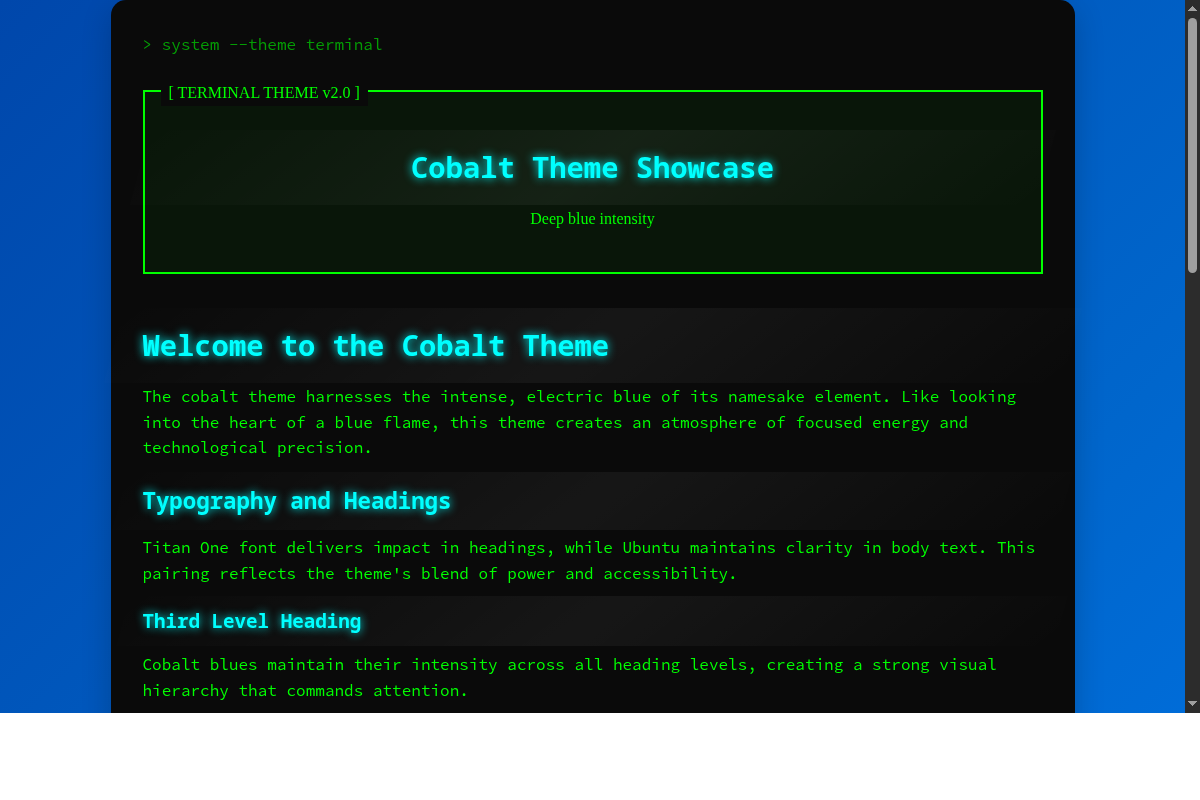 > system --theme terminal
[ TERMINAL THEME v2.0 ]
Cobalt Theme Showcase
Deep blue intensity
Welcome to the Cobalt Theme
The cobalt theme harnesses the intense, electric blue of its namesake element. Like looking
into the heart of a blue flame, this theme creates an atmosphere of focused energy and
technological precision.
Typography and Headings
Titan One font delivers impact in headings, while Ubuntu maintains clarity in body text. This
pairing reflects the theme's blend of power and accessibility.
Third Level Heading
Cobalt blues maintain their intensity across all heading levels, creating a strong visual
hierarchy that commands attention.